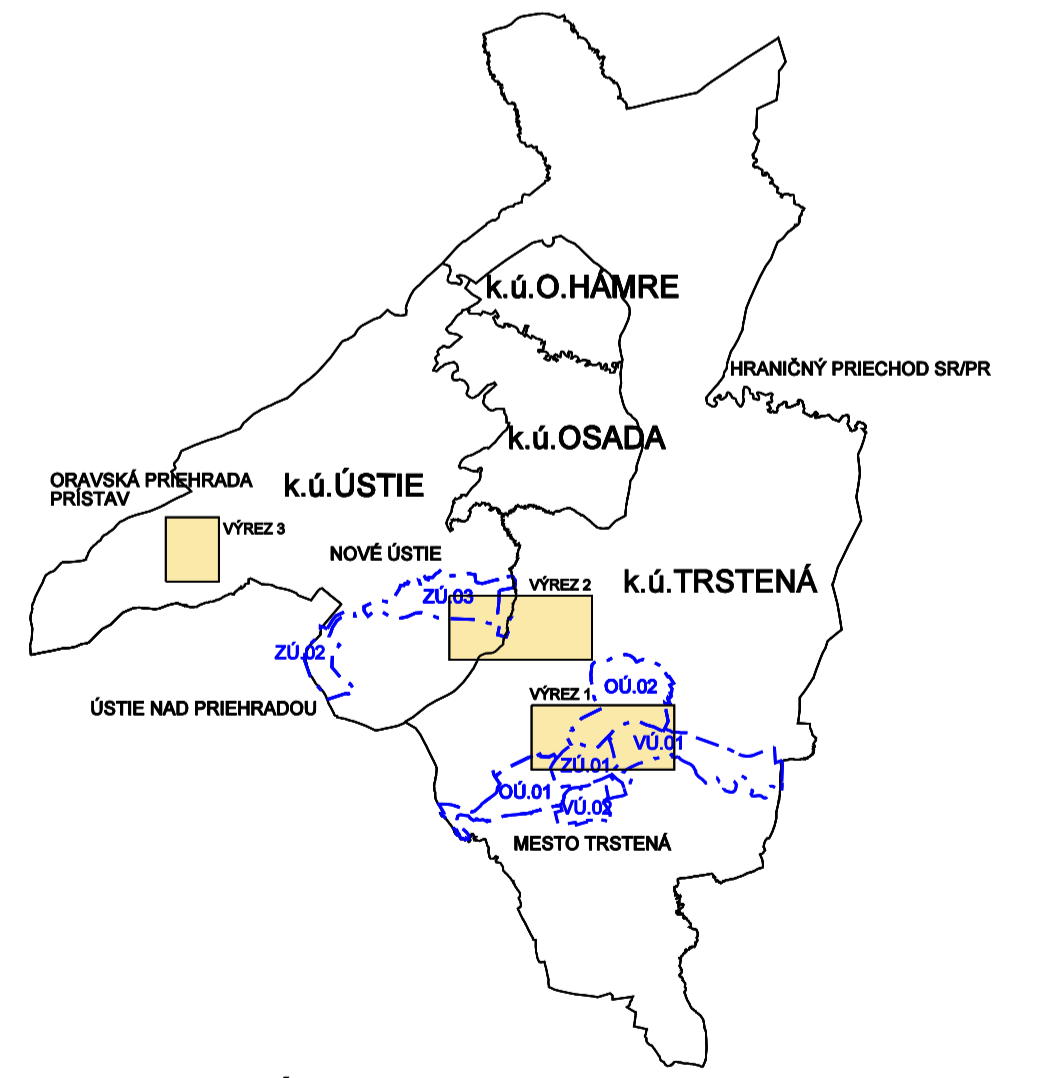 k.ú.O.HÁMRE
HRANIČNÝ PRIECHOD SR/PR
k.ú.OSADA
ORAVSKÁ PRIEHRADA
PRÍSTAV
k.ú.ÚSTIE
VÝREZ 3
NOVÉ ÚSTIE
k.ú.TRSTENÁ
VÝREZ 2
ZÚ.03
ZÚ.02
OÚ.02
VÝREZ 1
ÚSTIE NAD PRIEHRADOU
VÚ.01
ZÚ.01
OÚ.01
VÚ.02
MESTO TRSTENÁ